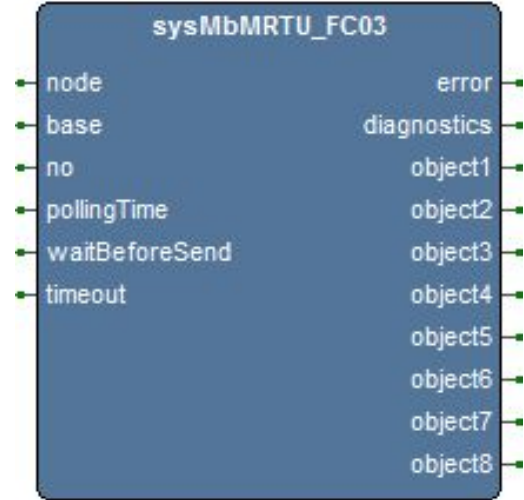 sysMbMRTU_FC03
node error
base diagnostics
no object1
pollingTime object2
waitBeforeSend object3
timeout object4
object5
object6
object7
object8